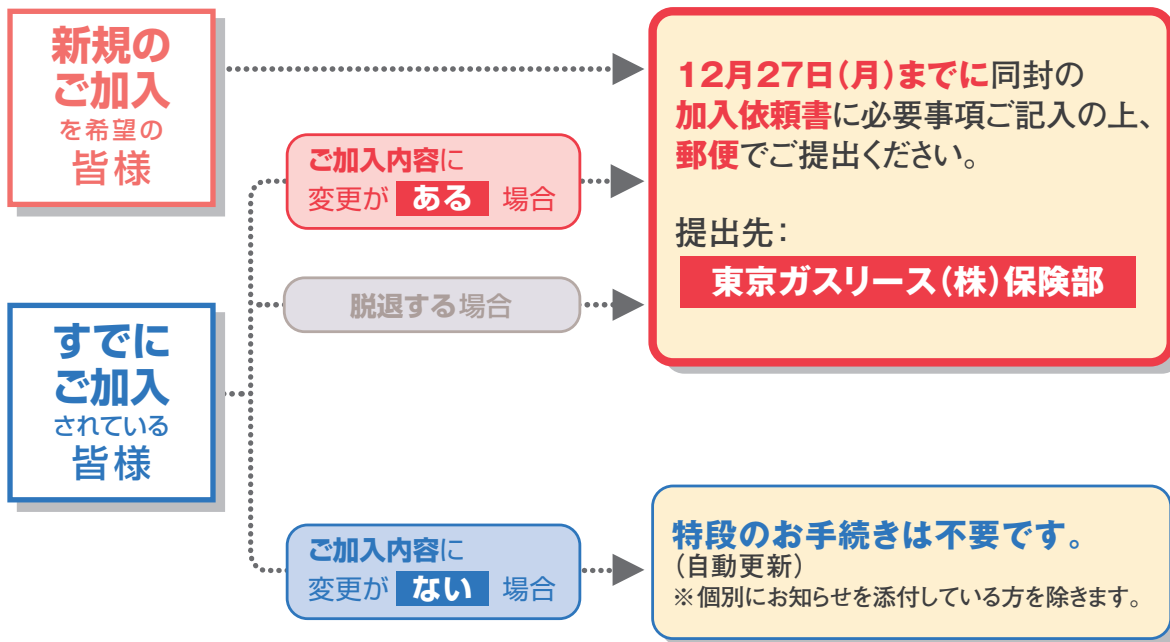 新規の
ご加入
を希望の
皆様
すでに
ご加入
されている
皆様
ご加入内容に
変更が ある 場合
脱退する場合
ご加入内容に
変更が ない 場合
12月27日(月)までに同封の
加入依頼書に必要事項ご記入の上、
郵便でご提出ください。
提出先：
東京ガスリース(株)保険部
特段のお手続きは不要です。
(自動更新)
※個別にお知らせを添付している方を除きます。